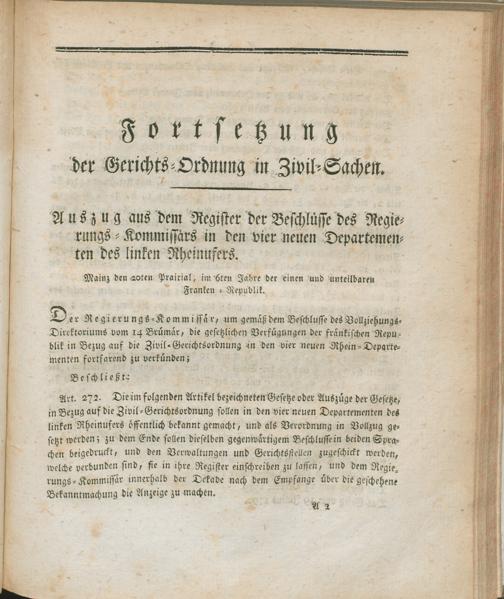 Fortsetzung
der Gerichts-Ordnung in Zivil-Sachen.
Auszug aus dem Register der Beschlüsse des Regie-
rungs-Kommissärs in den vier neuen Departemen-
ten des linken Rheinufers.
Mainz den 20ten Prairial, im 6ten Jahre der einen und untheilbaren
Franken-Republik.
Der Regierungs-Kommissär, um gemäß dem Beschlusse des Vollziehungs-
Direktoriums vom 14 Brümär, die gesetzlichen Verfügungen der fränkischen Repu-
blik in Bezug auf die Zivil-Gerichtsordnung in den vier neuen Rhein-Departe-
menten fortfarend zu verkünden;
Beschließt:
Art. 272. Die im folgenden Artikel bezeichneten Gesetze oder Auszüge der Gesetze,
in Bezug auf die Zivil-Gerichtsordnung sollen in den vier neuen Departementen des
linken Rheinufers öffentlich bekannt gemacht, und als Verordnung in Vollzug ge-
setzt werden; zu dem Ende sollen dieselben gegenwärtigem Beschlusse in beiden Spra-
chen beigedruckt, und den Verwaltungen und Gerichtsstellen zugeschickt werden,
welche verbunden sind, sie in ihre Register einschreiben zu lassen, und dem Regie-
rungs-Kommissär innerhalb der Dekade nach dem Empfange über die geschehene
Bekanntmachung die Anzeige zu machen.
A 2